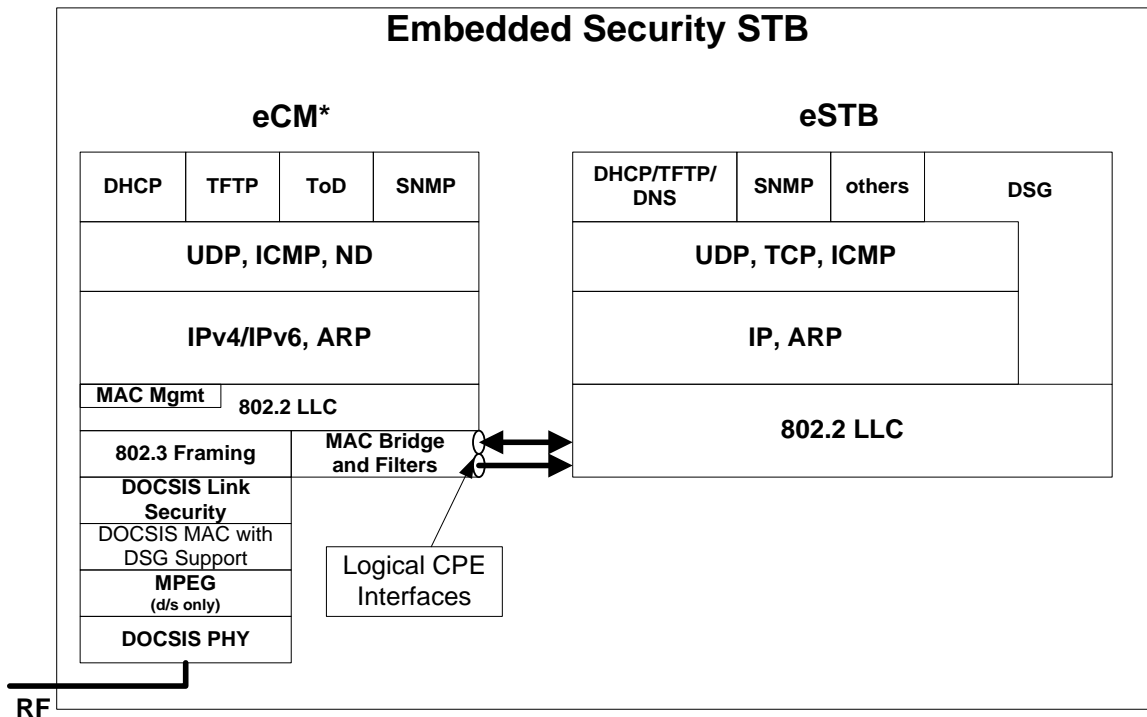 Embedded Security STB
eCM*
eSTB
DHCP
TFTP
ToD
SNMP
DHCP/TFTP/
DNS
SNMP
others
DSG
UDP, ICMP, ND
UDP, TCP, ICMP
IPv4/IPv6, ARP
IP, ARP
MAC Mgmt
802.2 LLC
802.2 LLC
802.3 Framing
MAC Bridge
and Filters
DOCSIS Link
Security
DOCSIS MAC with
DSG Support
Logical CPE
Interfaces
MPEG
(d/s only)
DOCSIS PHY
RF